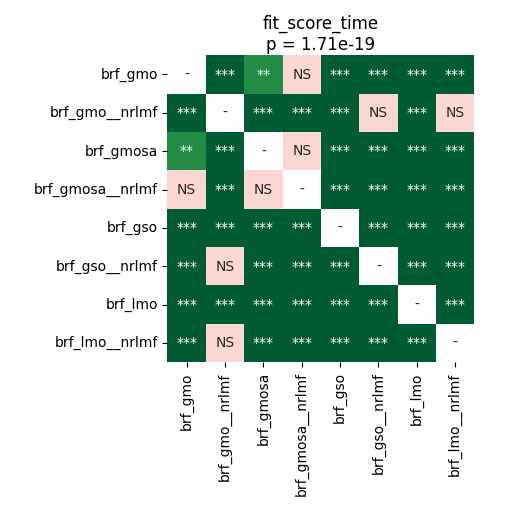 fit_score_time
p = 1.71e-19
brf_gmo - *** ** NS *** *** *** ***
brf_gmo__nrlmf *** - *** *** *** NS *** NS
brf_gmosa ** *** - NS *** *** *** ***
brf_gmosa__nrlmf NS *** NS - *** *** *** ***
brf_gso *** *** *** *** - *** *** ***
brf_gso__nrlmf *** NS *** *** *** - *** ***
brf_lmo *** *** *** *** *** *** - ***
brf_lmo__nrlmf *** NS *** *** *** *** *** -
brf_gmo
brf_gmo__nrlmf
brf_gmosa
brf_gmosa__nrlmf
brf_gso
brf_gso__nrlmf
brf_lmo
brf_lmo__nrlmf